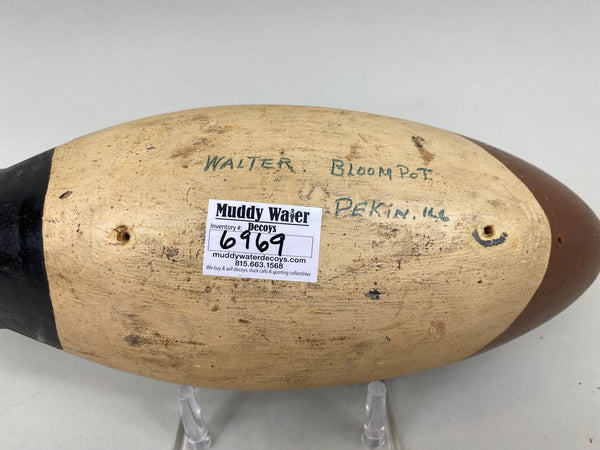 WALTER. BLOOMPOT
PEKIN. ILL
Muddy Water
Decoys
Inventory #:
6969
muddywaterdecoys.com
815.663.1568
We buy & sell decoys, duck calls & sporting collectibles